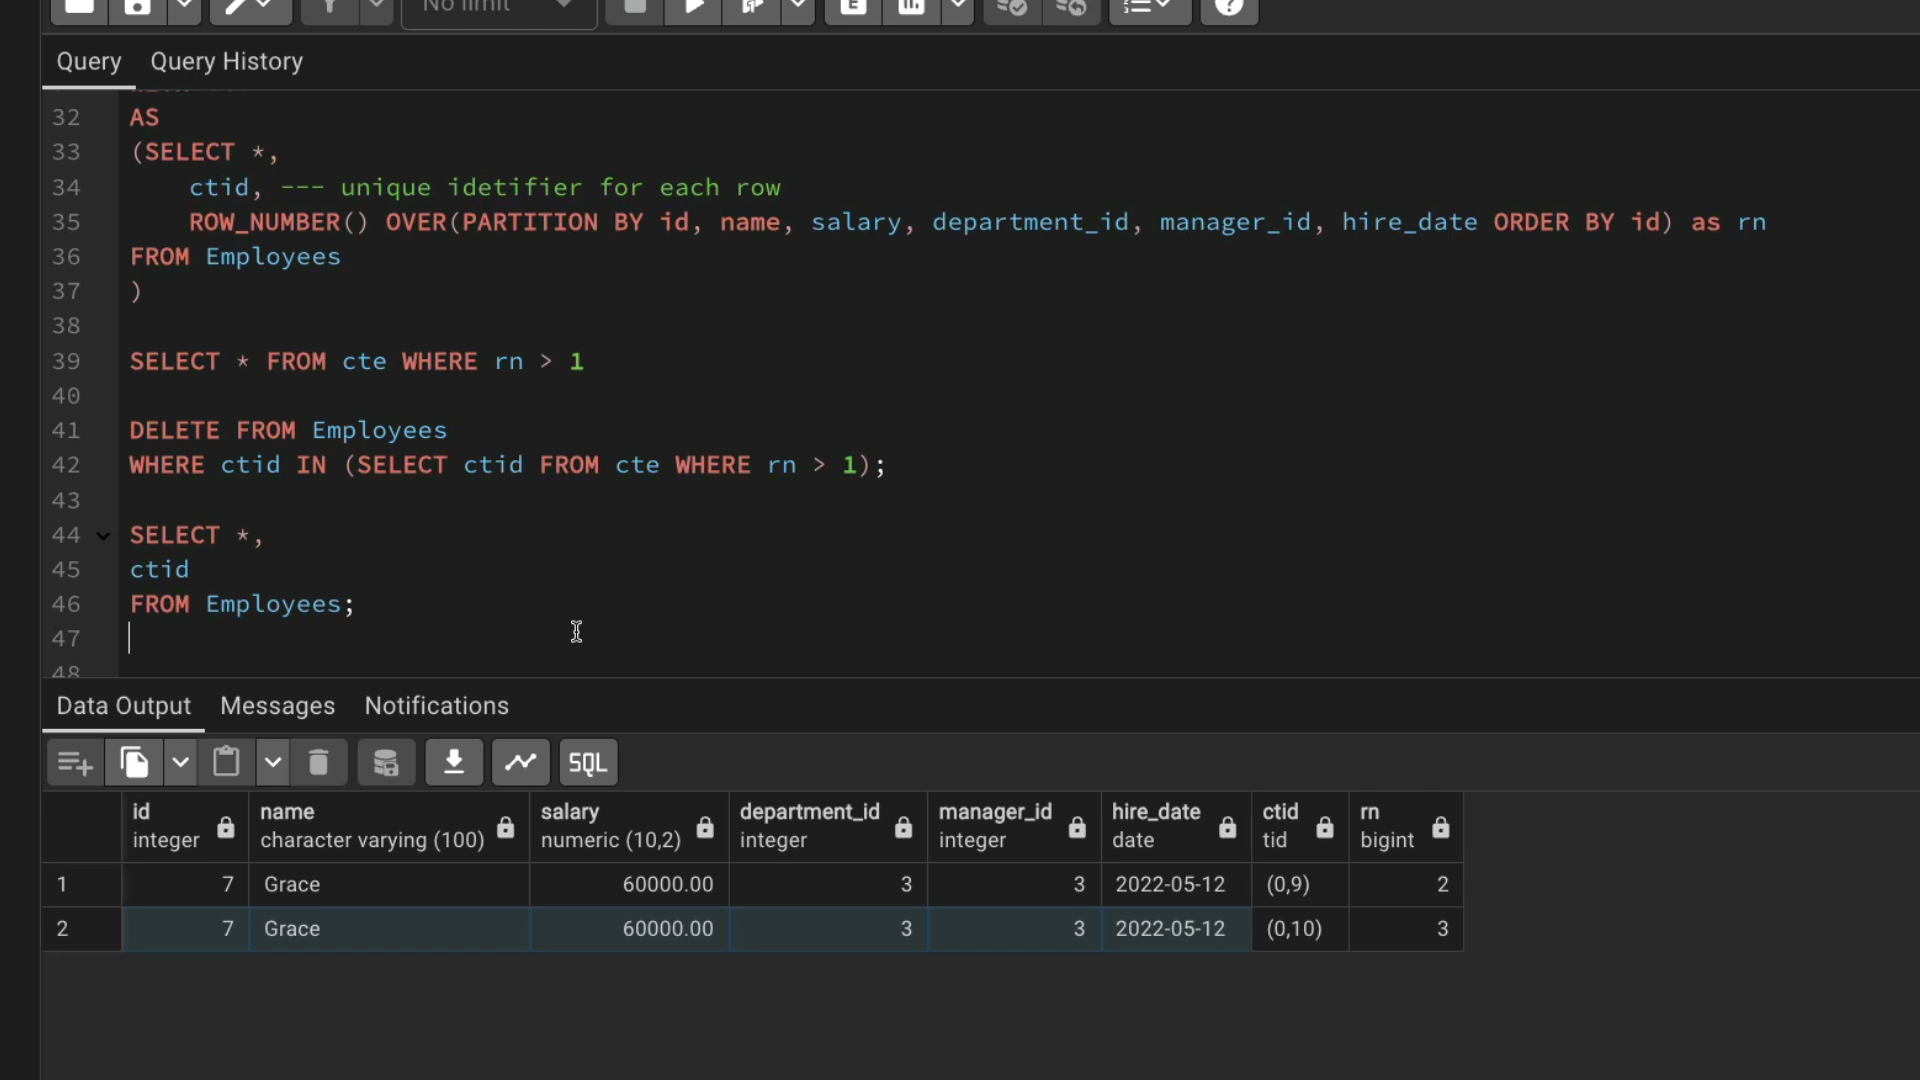 No limit
Query Query History
32 AS
33 (SELECT *,
34 ctid, --- unique idetifier for each row
35 ROW_NUMBER() OVER(PARTITION BY id, name, salary, department_id, manager_id, hire_date ORDER BY id) as rn
36 FROM Employees
37 )
38
39 SELECT * FROM cte WHERE rn > 1
40
41 DELETE FROM Employees
42 WHERE ctid IN (SELECT ctid FROM cte WHERE rn > 1);
43
44 SELECT *,
45 ctid
46 FROM Employees;
47
48
Data Output Messages Notifications
SQL
id name salary department_id manager_id hire_date ctid rn
integer character varying (100) numeric (10,2) integer integer date tid bigint
1 7 Grace 60000.00 3 3 2022-05-12 (0,9) 2
2 7 Grace 60000.00 3 3 2022-05-12 (0,10) 3